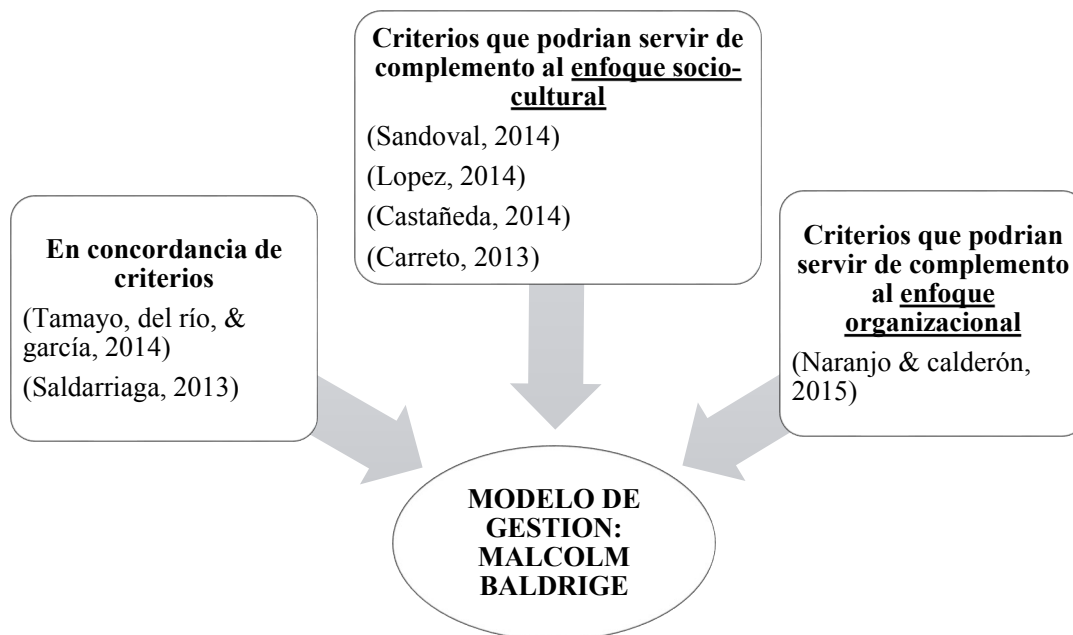 Criterios que podrian servir de
complemento al enfoque socio-
cultural
(Sandoval, 2014)
(Lopez, 2014)
(Castañeda, 2014)
(Carreto, 2013)
En concordancia de
criterios
(Tamayo, del río, &
garcía, 2014)
(Saldarriaga, 2013)
Criterios que podrian
servir de complemento
al enfoque
organizacional
(Naranjo & calderón,
2015)
MODELO DE
GESTION:
MALCOLM
BALDRIGE